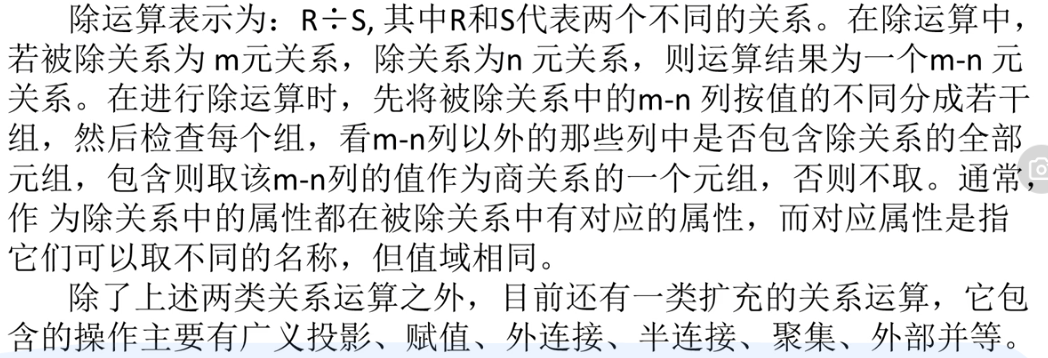 除运算表示为：R÷S, 其中R和S代表两个不同的关系。在除运算中，
若被除关系为 m元关系，除关系为n 元关系，则运算结果为一个m-n 元
关系。在进行除运算时，先将被除关系中的m-n 列按值的不同分成若干
组，然后检查每个组，看m-n列以外的那些列中是否包含除关系的全部
元组，包含则取该m-n列的值作为商关系的一个元组，否则不取。通常，
作 为除关系中的属性都在被除关系中有对应的属性，而对应属性是指
它们可以取不同的名称，但值域相同。
除了上述两类关系运算之外，目前还有一类扩充的关系运算，它包
含的操作主要有广义投影、赋值、外连接、半连接、聚集、外部并等。